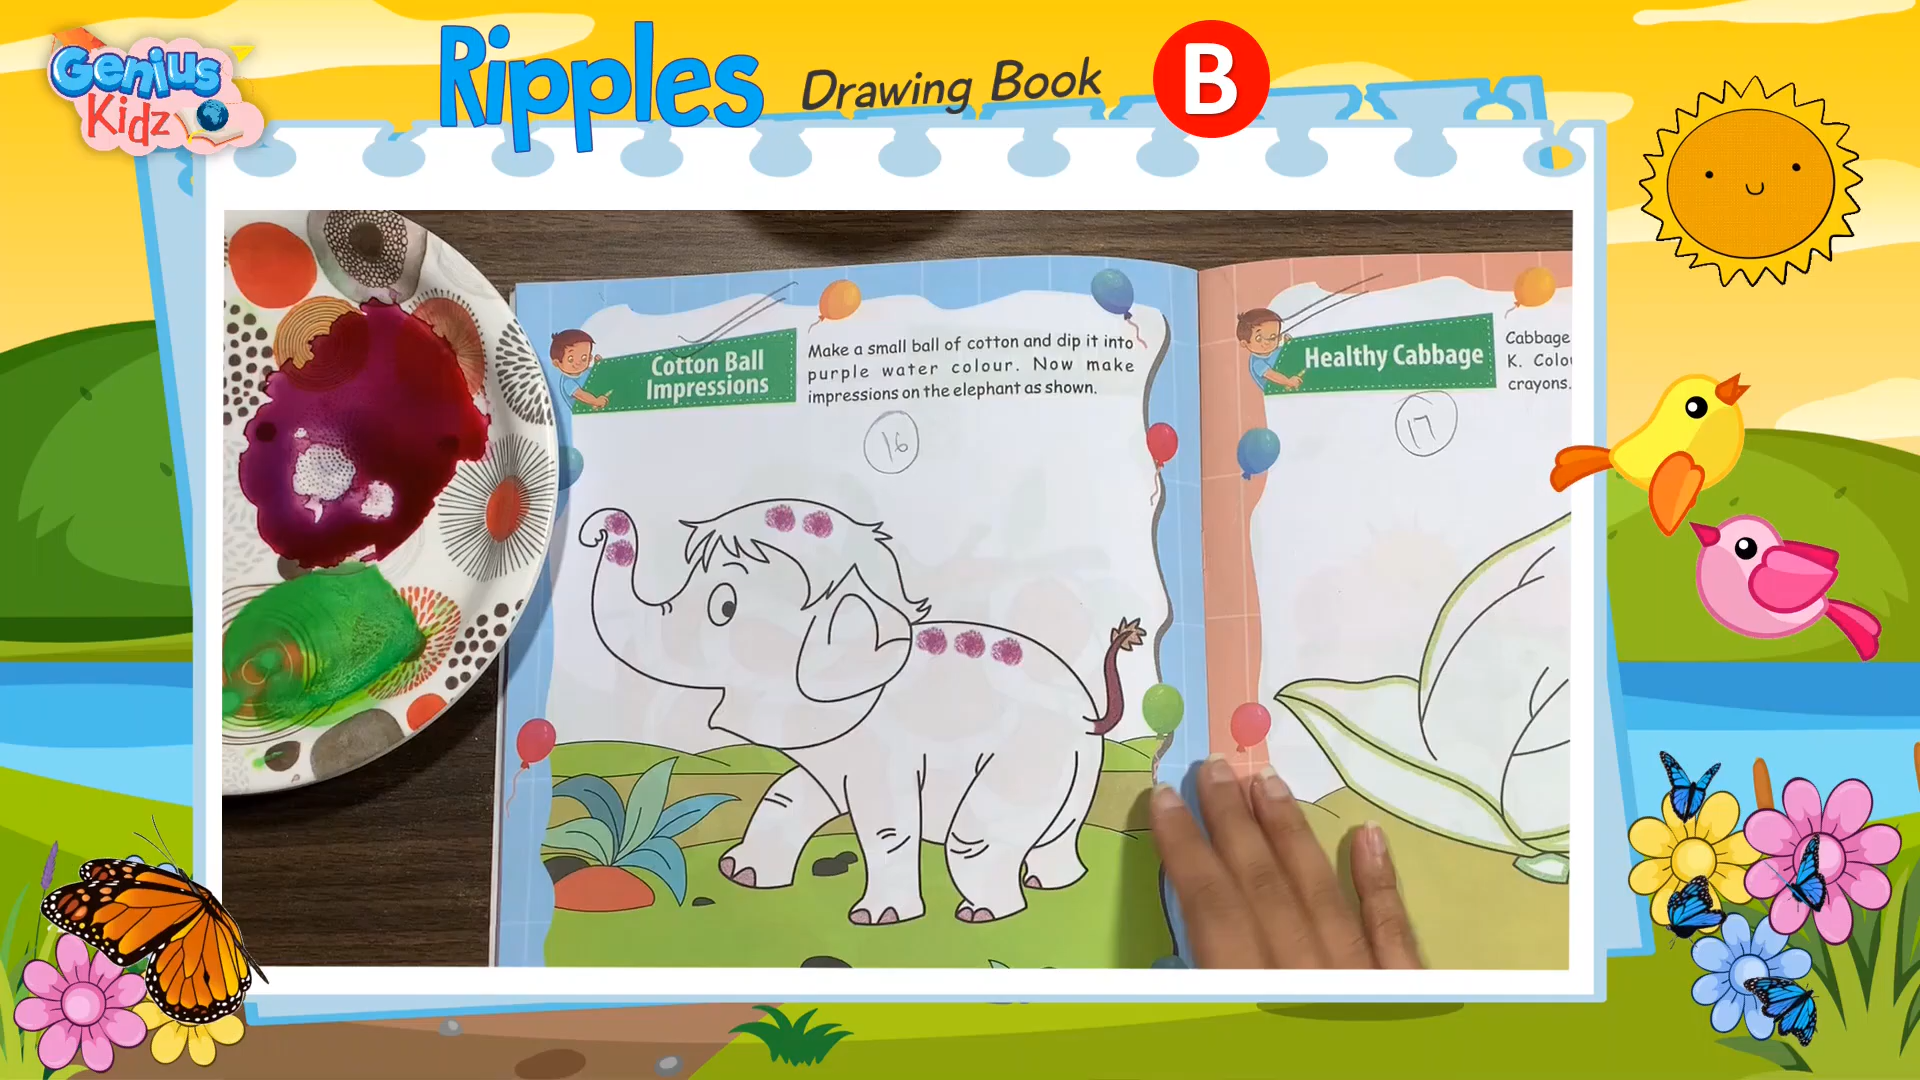 Genius
Kidz
Ripples Drawing Book B
Cotton Ball
Impressions
Make a small ball of cotton and dip it into
purple water colour. Now make
impressions on the elephant as shown.
16
Healthy Cabbage
Cabbage
K. Colou
crayons.
17